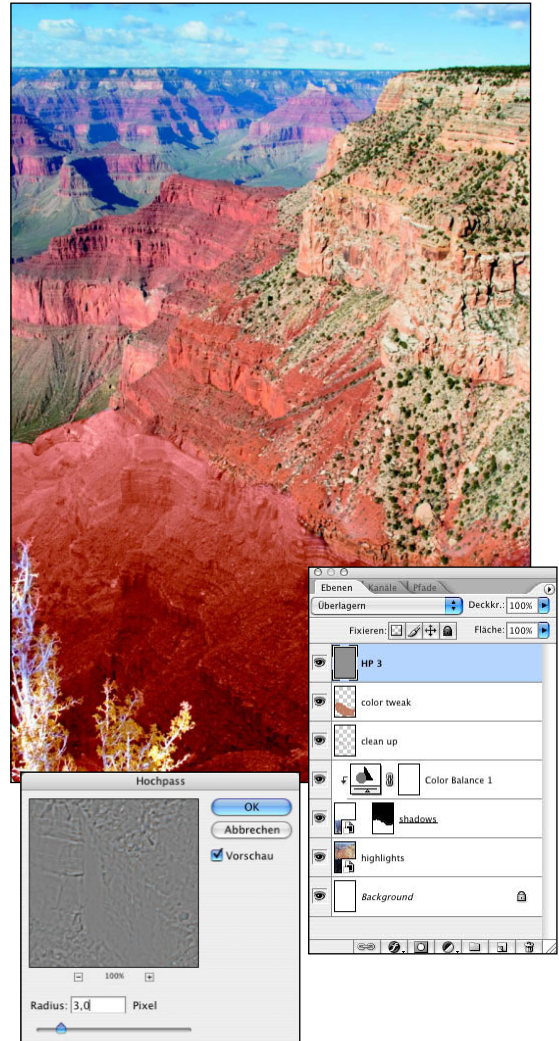 Ebenen Kanäle Pfade
Überlagern Deckkr.: 100%
Fixieren: Fläche: 100%
HP 3
color tweak
clean up
Color Balance 1
shadows
highlights
Background
Hochpass
OK
Abbrechen
Vorschau
100%
Radius: 3,0 Pixel